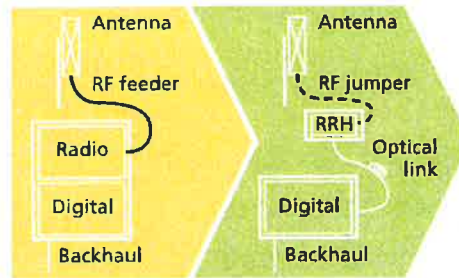 Antenna
RF feeder
Radio
Digital
Backhaul
Antenna
RF jumper
RRH
Optical
link
Digital
Backhaul